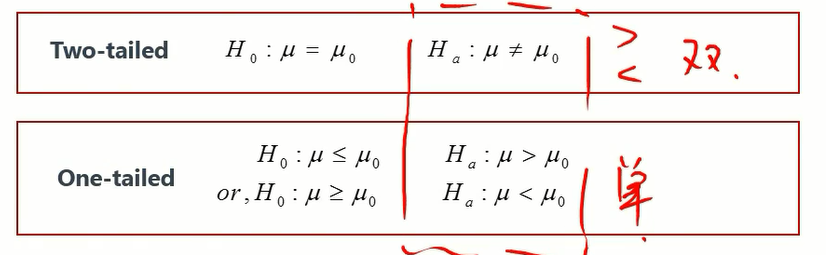 Two-tailed H₀ : μ = μ₀ Hₐ : μ ≠ μ₀ > < 双.
One-tailed
H₀ : μ ≤ μ₀ Hₐ : μ > μ₀
or, H₀ : μ ≥ μ₀ Hₐ : μ < μ₀
单.